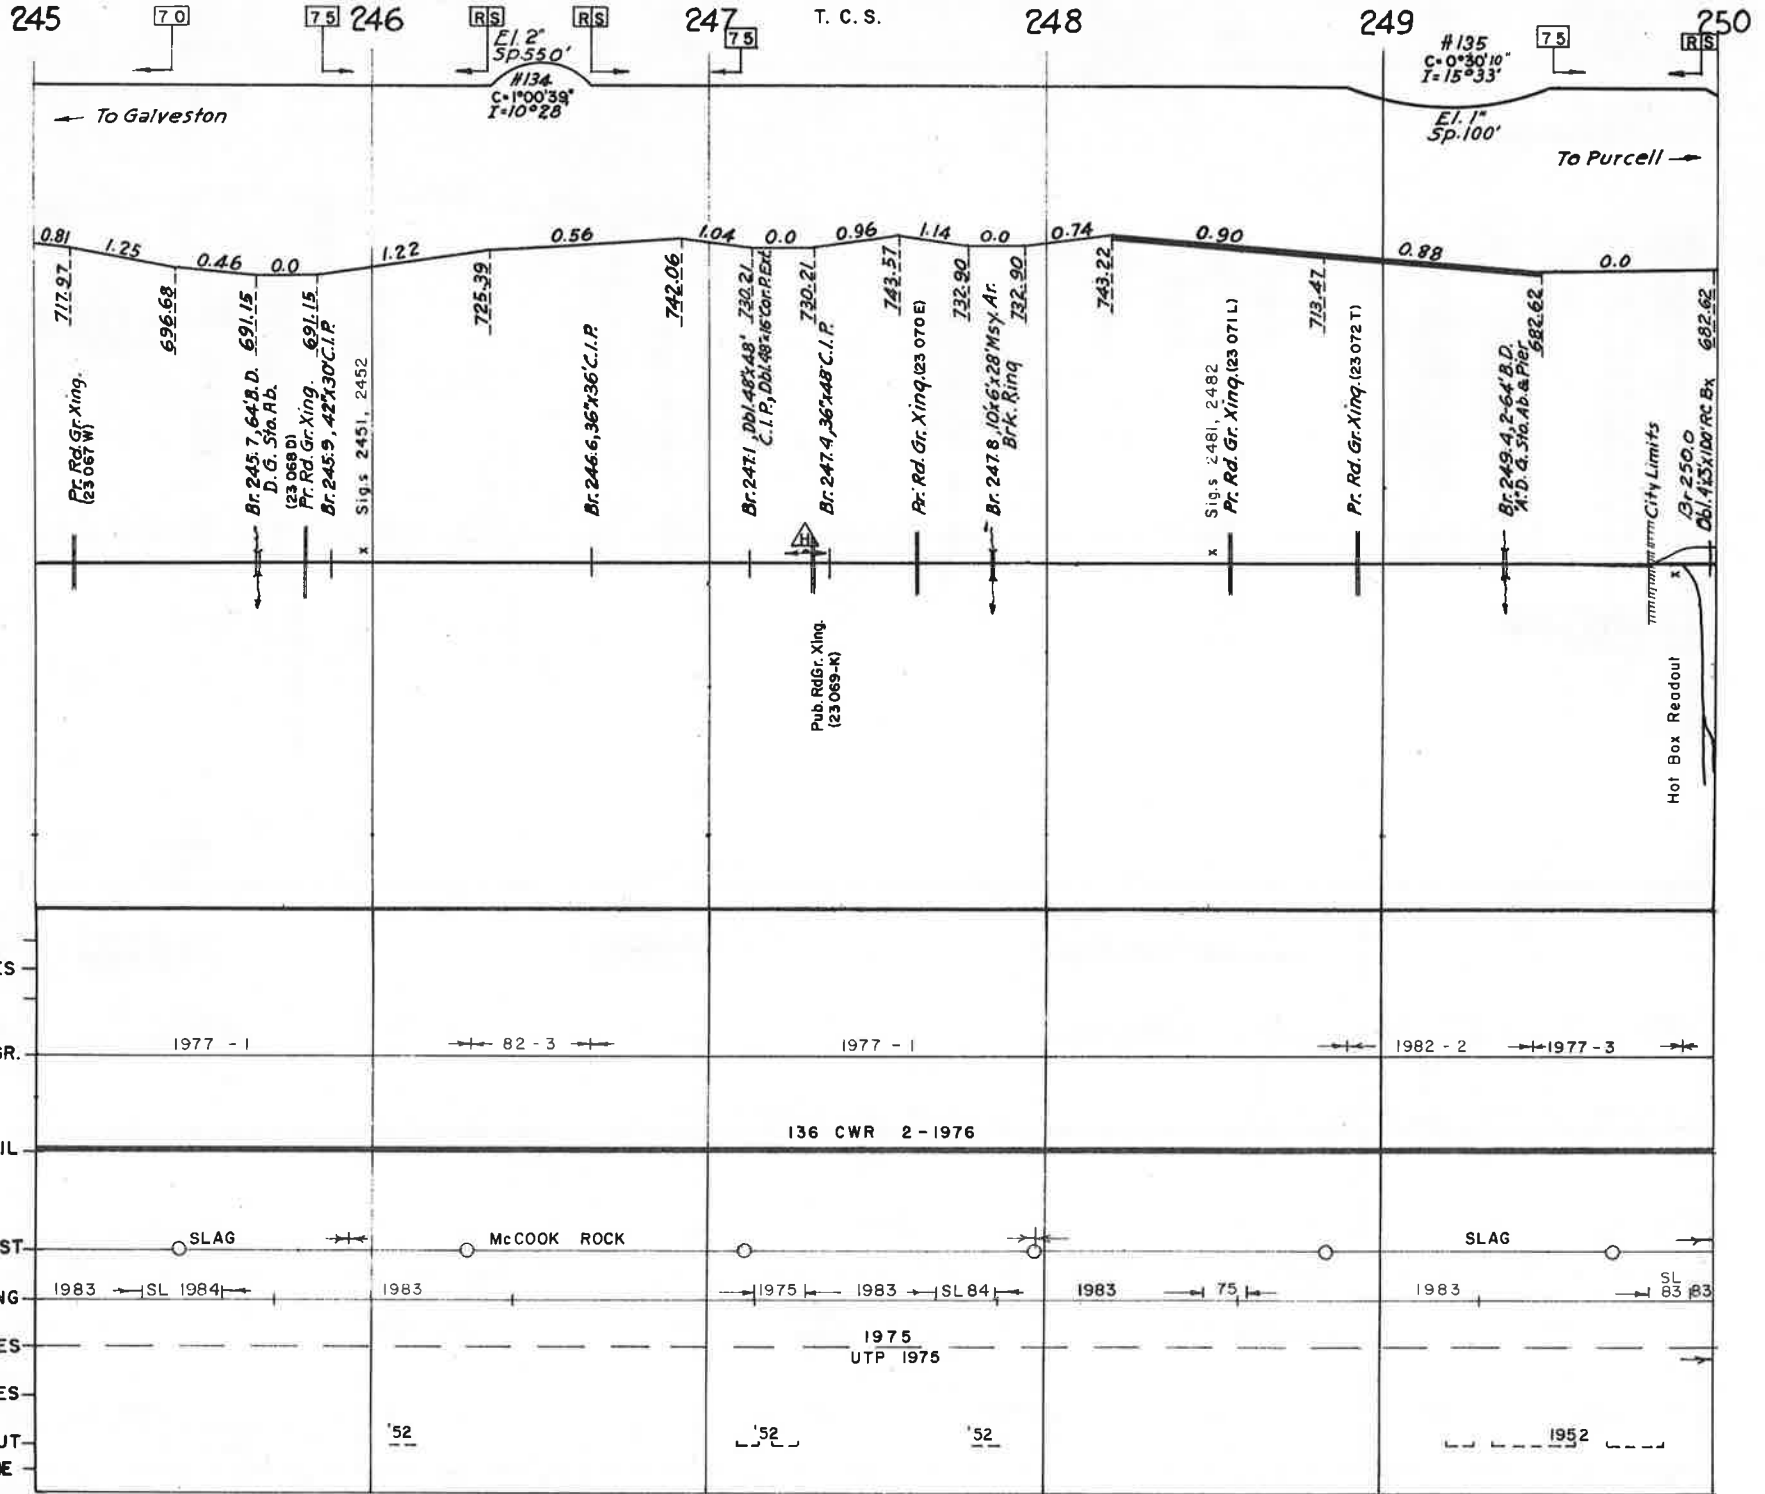 245
70
75
246
RS
RS
247
75
T. C. S.
248
249
75
RS
250
El. 2"
Sp.550'
#134
C=1°00'39"
I=10°28'
#135
C=0°30'10"
I=15°33'
El. 1"
Sp.100'
← To Galveston
To Purcell →
0.81
1.25
0.46
0.0
1.22
0.56
1.04
0.0
0.96
1.14
0.0
0.74
0.90
0.88
0.0
717.97
696.68
691.15
691.15
725.39
742.06
730.21
730.21
743.57
732.90
732.90
743.22
713.47
682.62
682.62
Pr. Rd. Gr. Xing.
(23 067 W)
Br. 245.7, 64' B.D.
D. G. Sto. Ab.
(23 068 D)
Pr. Rd. Gr. Xing.
Br. 245.9, 42"x30' C.I.P.
x Sigs 2451, 2452
Br. 246.6, 36"x36' C.I.P.
Br. 247.1, Dbl. 48"x48'
C.I.P., Dbl. 48"x16' Cor. P. Ext.
Br. 247.4, 36"x48' C.I.P.
H
Pub. Rd Gr. Xing.
(23 069-K)
Pr. Rd. Gr. Xing. (23 070 E)
Br. 247.8, 10'x6'x28' Msy. Ar.
Brk. Ring
x Sigs 2481, 2482
Pr. Rd. Gr. Xing. (23 071 L)
Pr. Rd. Gr. Xing. (23 072 T)
Br. 249.4, 2-64' B.D.
"A" D. G. Sto. Ab. & Pier
City Limits
Br 250.0
x
Hot Box Readout
ES
GR.
1977 - 1
82 - 3
1977 - 1
1982 - 2
1977 - 3
IL
136 CWR 2 - 1976
ST
SLAG
McCOOK ROCK
SLAG
NG
1983
SL 1984
1983
1975
1983
SL 84
1983
75
1983
SL
83
83
ES
1975
UTP 1975
ES
UT
'52
'52
'52
1952
E